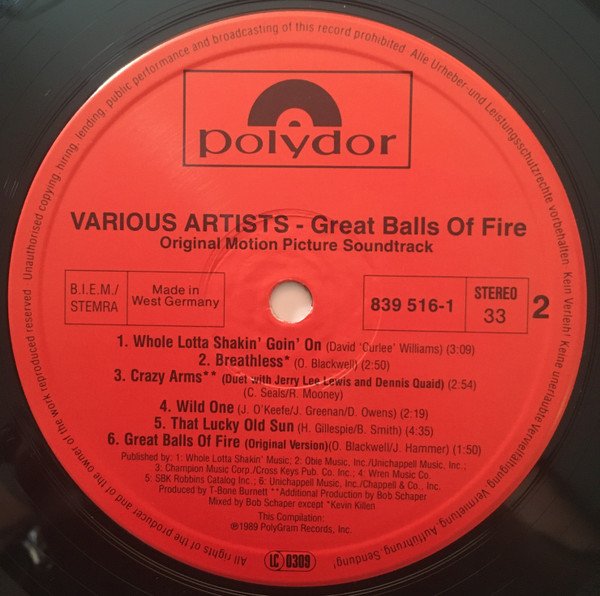 polydor
VARIOUS ARTISTS - Great Balls Of Fire
Original Motion Picture Soundtrack
B.I.E.M./
STEMRA
Made in
West Germany
839 516-1
STEREO
33
2
1. Whole Lotta Shakin' Goin' On (David 'Curlee' Williams) (3:09)
2. Breathless* (O. Blackwell) (2:50)
3. Crazy Arms** (Duet with Jerry Lee Lewis and Dennis Quaid) (2:54)
(C. Seals/R. Mooney)
4. Wild One (J. O'Keefe/J. Greenan/D. Owens) (2:09)
5. That Lucky Old Sun (H. Gillespie/B. Smith) (4:35)
6. Great Balls Of Fire (Original Version)(O. Blackwell/J. Hammer) (1:50)
Published by: 1: Whole Lotta Shakin' Music; 2: Obie Music Inc./Unichappell Music, Inc.;
3: Champion Music Corp./Cross Keys Pub. Co. Inc.; 4: Wren Music Co.
5: SBK Robbins Catalog Inc.; 6: Unichappell Music Inc./Chappell & Co., Inc.
Produced by T-Bone Burnett **Additional Production by Bob Schaper
Mixed by Bob Schaper except *Kevin Killen
This Compilation:
℗1989 PolyGram Records, Inc.
LC 0309
All rights of the producer and of the owner of the work reproduced reserved Unauthorised copying, hiring, lending, public performance and broadcasting of this record prohibited Alle Urheber-und Leistungsschutzrechte vorbehalten Kein Verleih! Keine unerlaubte Vervielfältigung, Vermietung, Aufführung, Sendung!